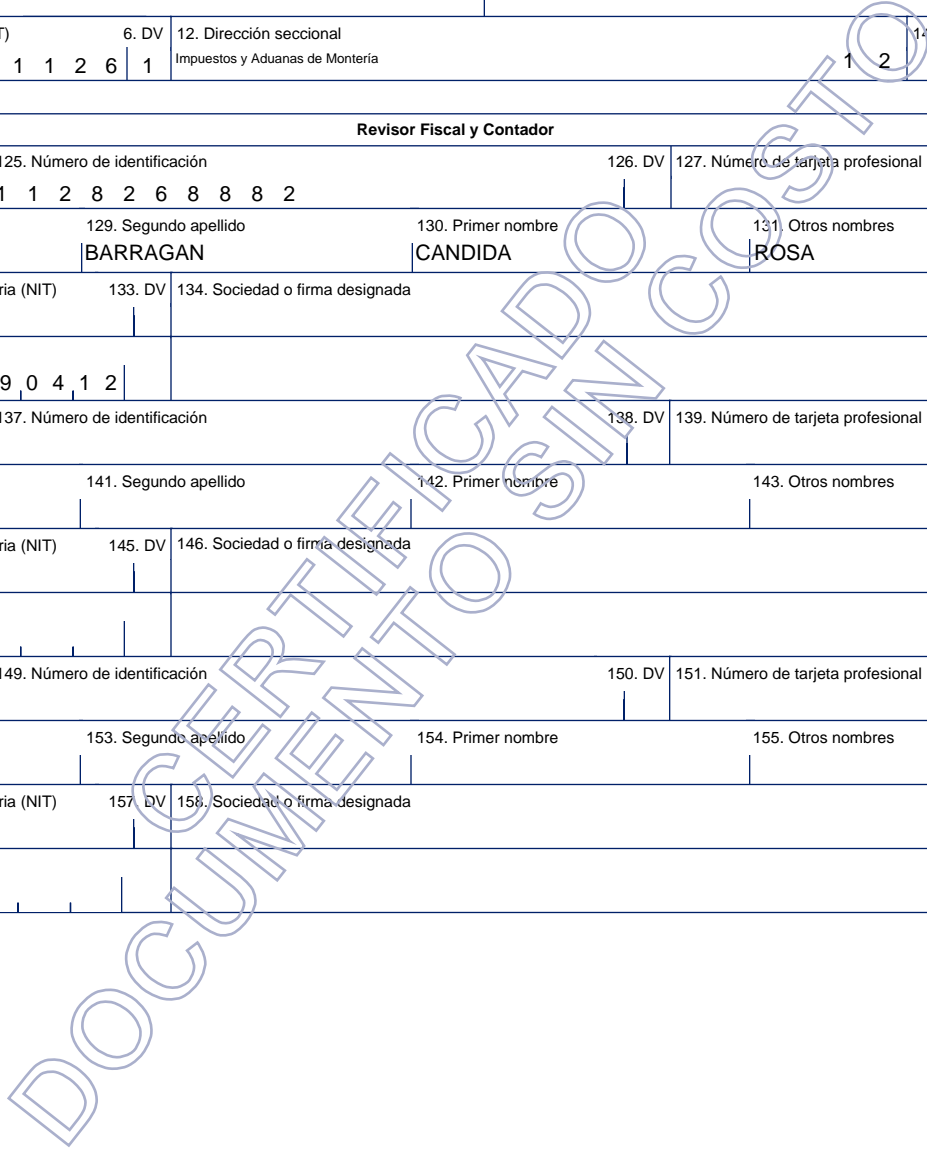 T) 6. DV 12. Dirección seccional 14
1 1 2 6 1 Impuestos y Aduanas de Montería 1 2
Revisor Fiscal y Contador
125. Número de identificación 126. DV 127. Número de tarjeta profesional
1 1 2 8 2 6 8 8 8 2
129. Segundo apellido 130. Primer nombre 131. Otros nombres
BARRAGAN CANDIDA ROSA
ria (NIT) 133. DV 134. Sociedad o firma designada
9 0 4 1 2
137. Número de identificación 138. DV 139. Número de tarjeta profesional
141. Segundo apellido 142. Primer nombre 143. Otros nombres
ria (NIT) 145. DV 146. Sociedad o firma designada
149. Número de identificación 150. DV 151. Número de tarjeta profesional
153. Segundo apellido 154. Primer nombre 155. Otros nombres
ria (NIT) 157. DV 158. Sociedad o firma designada
CERTIFICADO
DOCUMENTO SIN COSTO